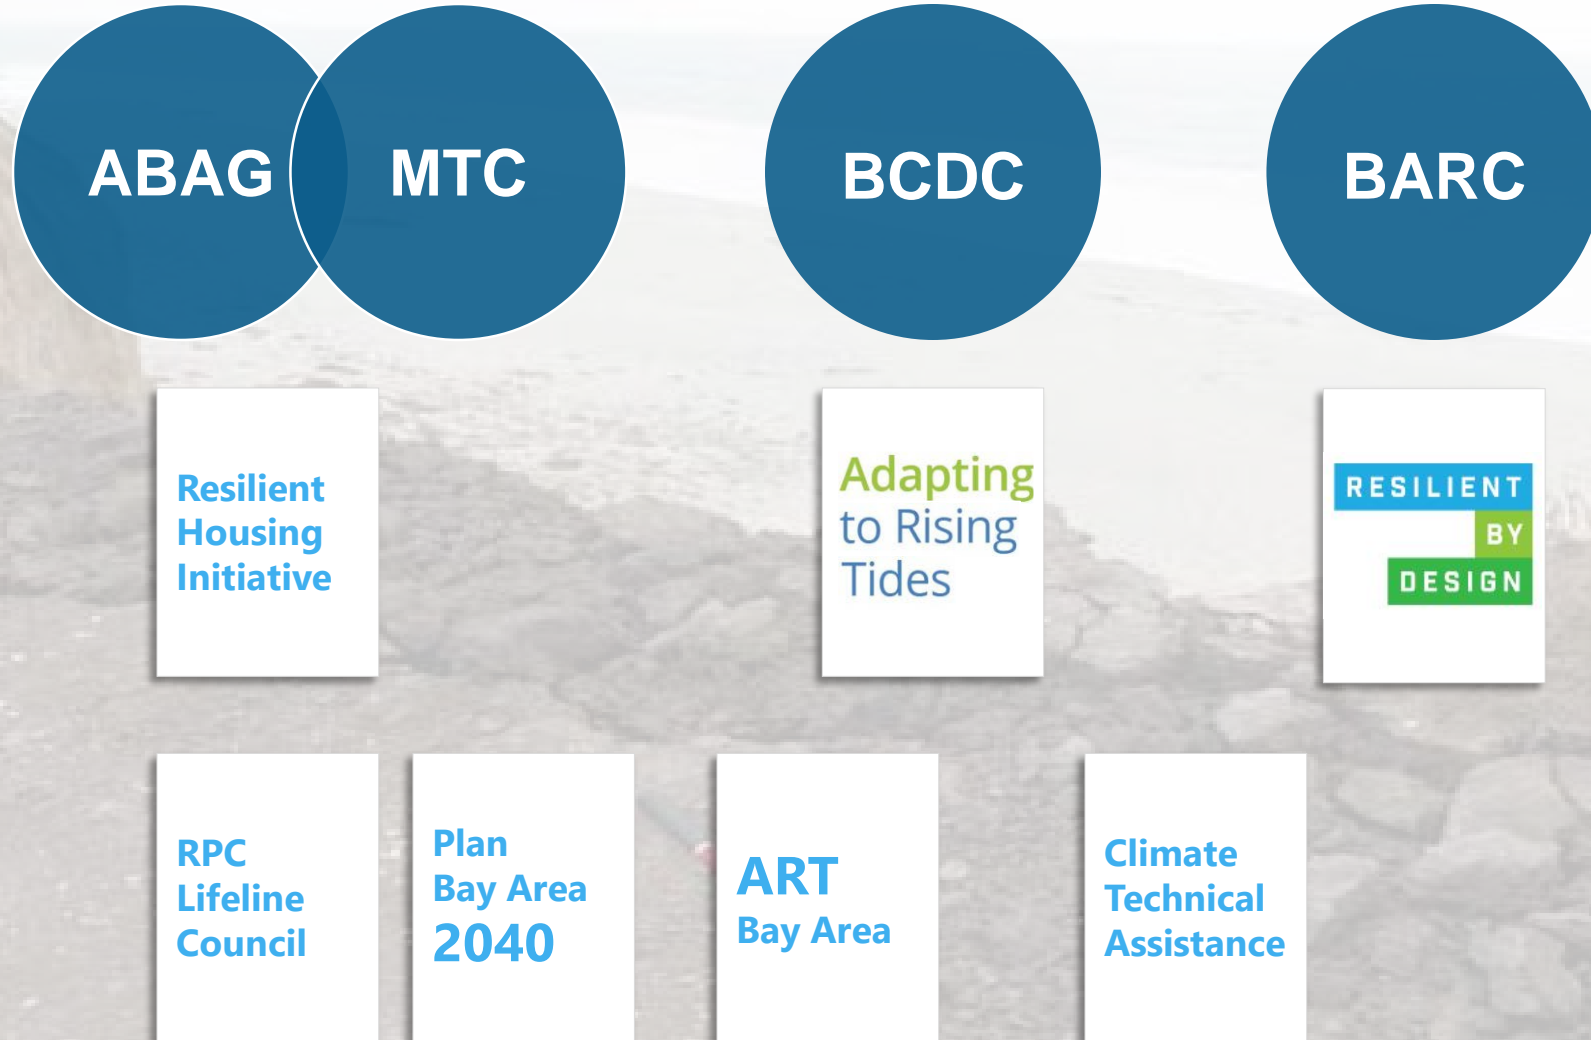 ABAG MTC BCDC BARC
Resilient
Housing
Initiative
Adapting
to Rising
Tides
RESILIENT
BY
DESIGN
RPC
Lifeline
Council
Plan
Bay Area
2040
ART
Bay Area
Climate
Technical
Assistance